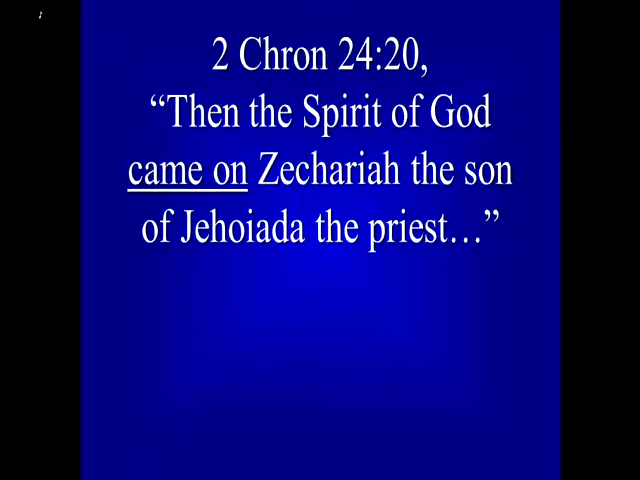 2 Chron 24:20,
“Then the Spirit of God
came on Zechariah the son
of Jehoiada the priest…”